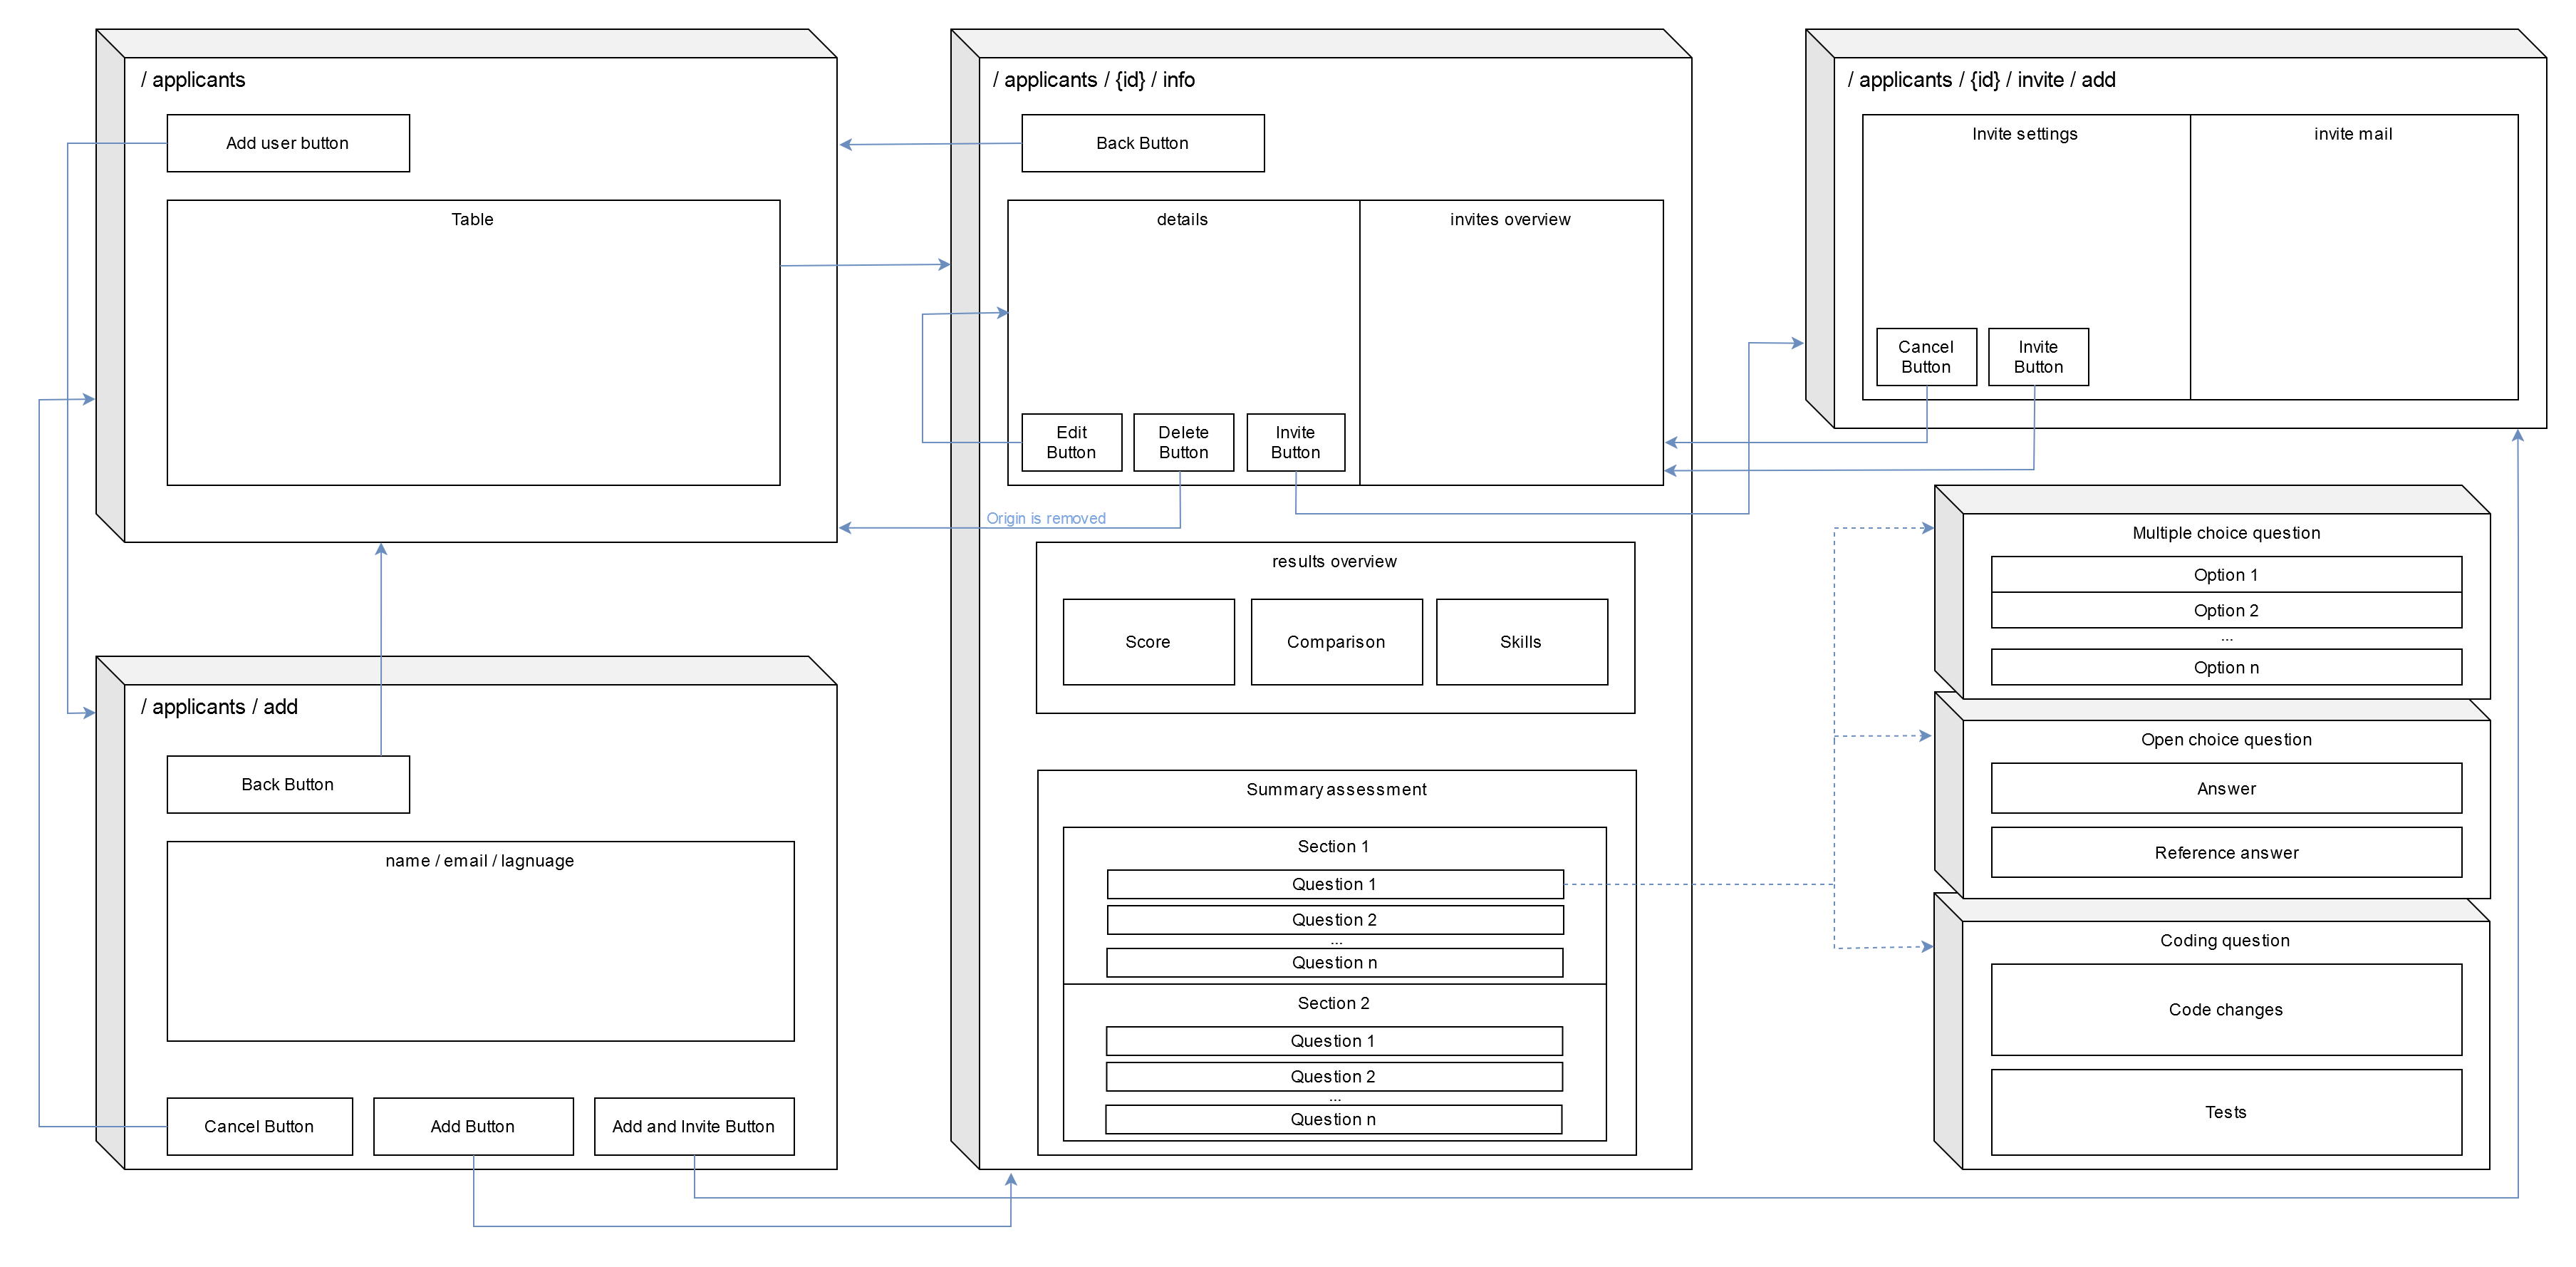 / applicants
Add user button
Table
/ applicants / add
Back Button
name / email / lagnuage
Cancel Button
Add Button
Add and Invite Button
/ applicants / {id} / info
Back Button
details
invites overview
Edit
Button
Delete
Button
Invite
Button
Origin is removed
results overview
Score
Comparison
Skills
Summary assessment
Section 1
Question 1
Question 2
...
Question n
Section 2
Question 1
Question 2
...
Question n
/ applicants / {id} / invite / add
Invite settings
invite mail
Cancel
Button
Invite
Button
Multiple choice question
Option 1
Option 2
...
Option n
Open choice question
Answer
Reference answer
Coding question
Code changes
Tests